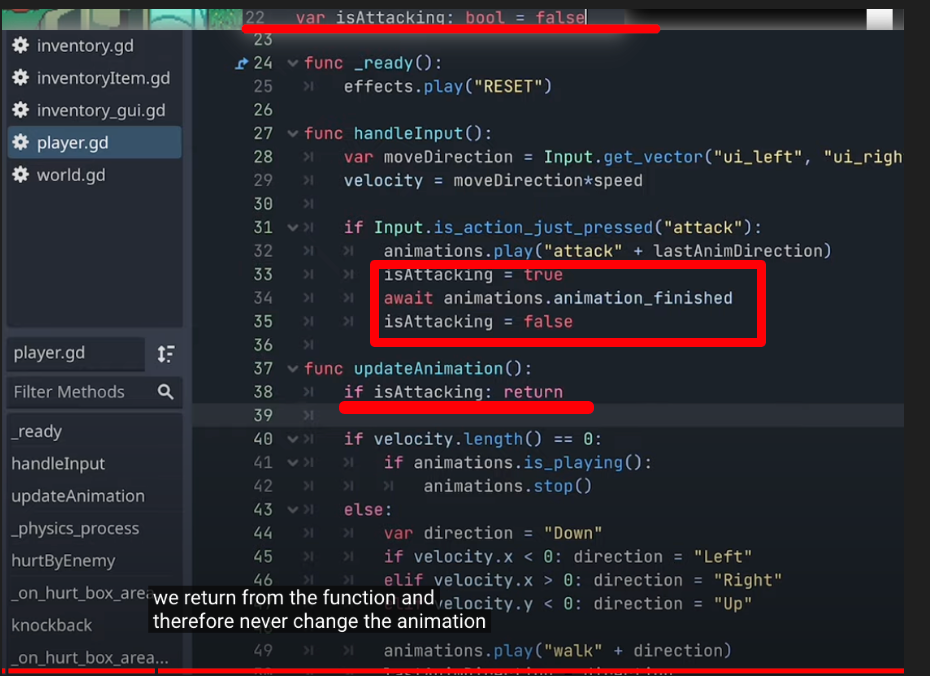 22 var isAttacking: bool = false
23
inventory.gd
24 func _ready():
inventoryItem.gd
25 effects.play("RESET")
inventory_gui.gd
26
27 func handleInput():
player.gd
28 var moveDirection = Input.get_vector("ui_left", "ui_righ
world.gd
29 velocity = moveDirection*speed
30
31 if Input.is_action_just_pressed("attack"):
32 animations.play("attack" + lastAnimDirection)
33 isAttacking = true
34 await animations.animation_finished
35 isAttacking = false
36
player.gd
37 func updateAnimation():
Filter Methods
38 if isAttacking: return
39
_ready
40 if velocity.length() == 0:
handleInput
41 if animations.is_playing():
updateAnimation
42 animations.stop()
43 else:
_physics_process
44 var direction = "Down"
hurtByEnemy
45 if velocity.x < 0: direction = "Left"
46 elif velocity.x > 0: direction = "Right"
_on_hurt_box_area
we return from the function and
velocity.y < 0: direction = "Up"
knockback
therefore never change the animation
49 animations.play("walk" + direction)
_on_hurt_box_area...